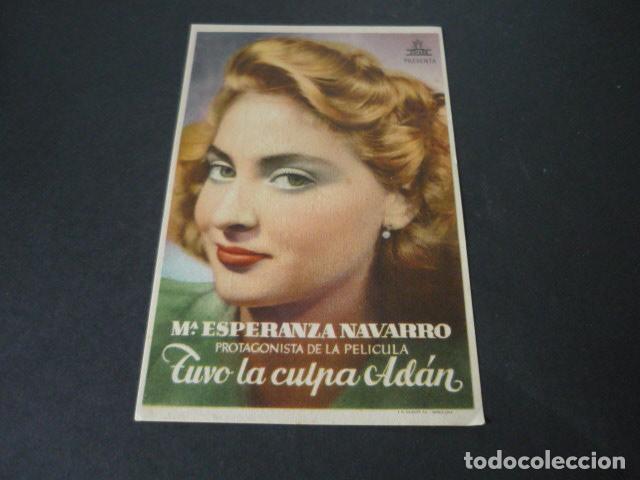 PRESENTA
Mª ESPERANZA NAVARRO
PROTAGONISTA DE LA PELICULA
Tuvo la culpa Adán
todocoleccion